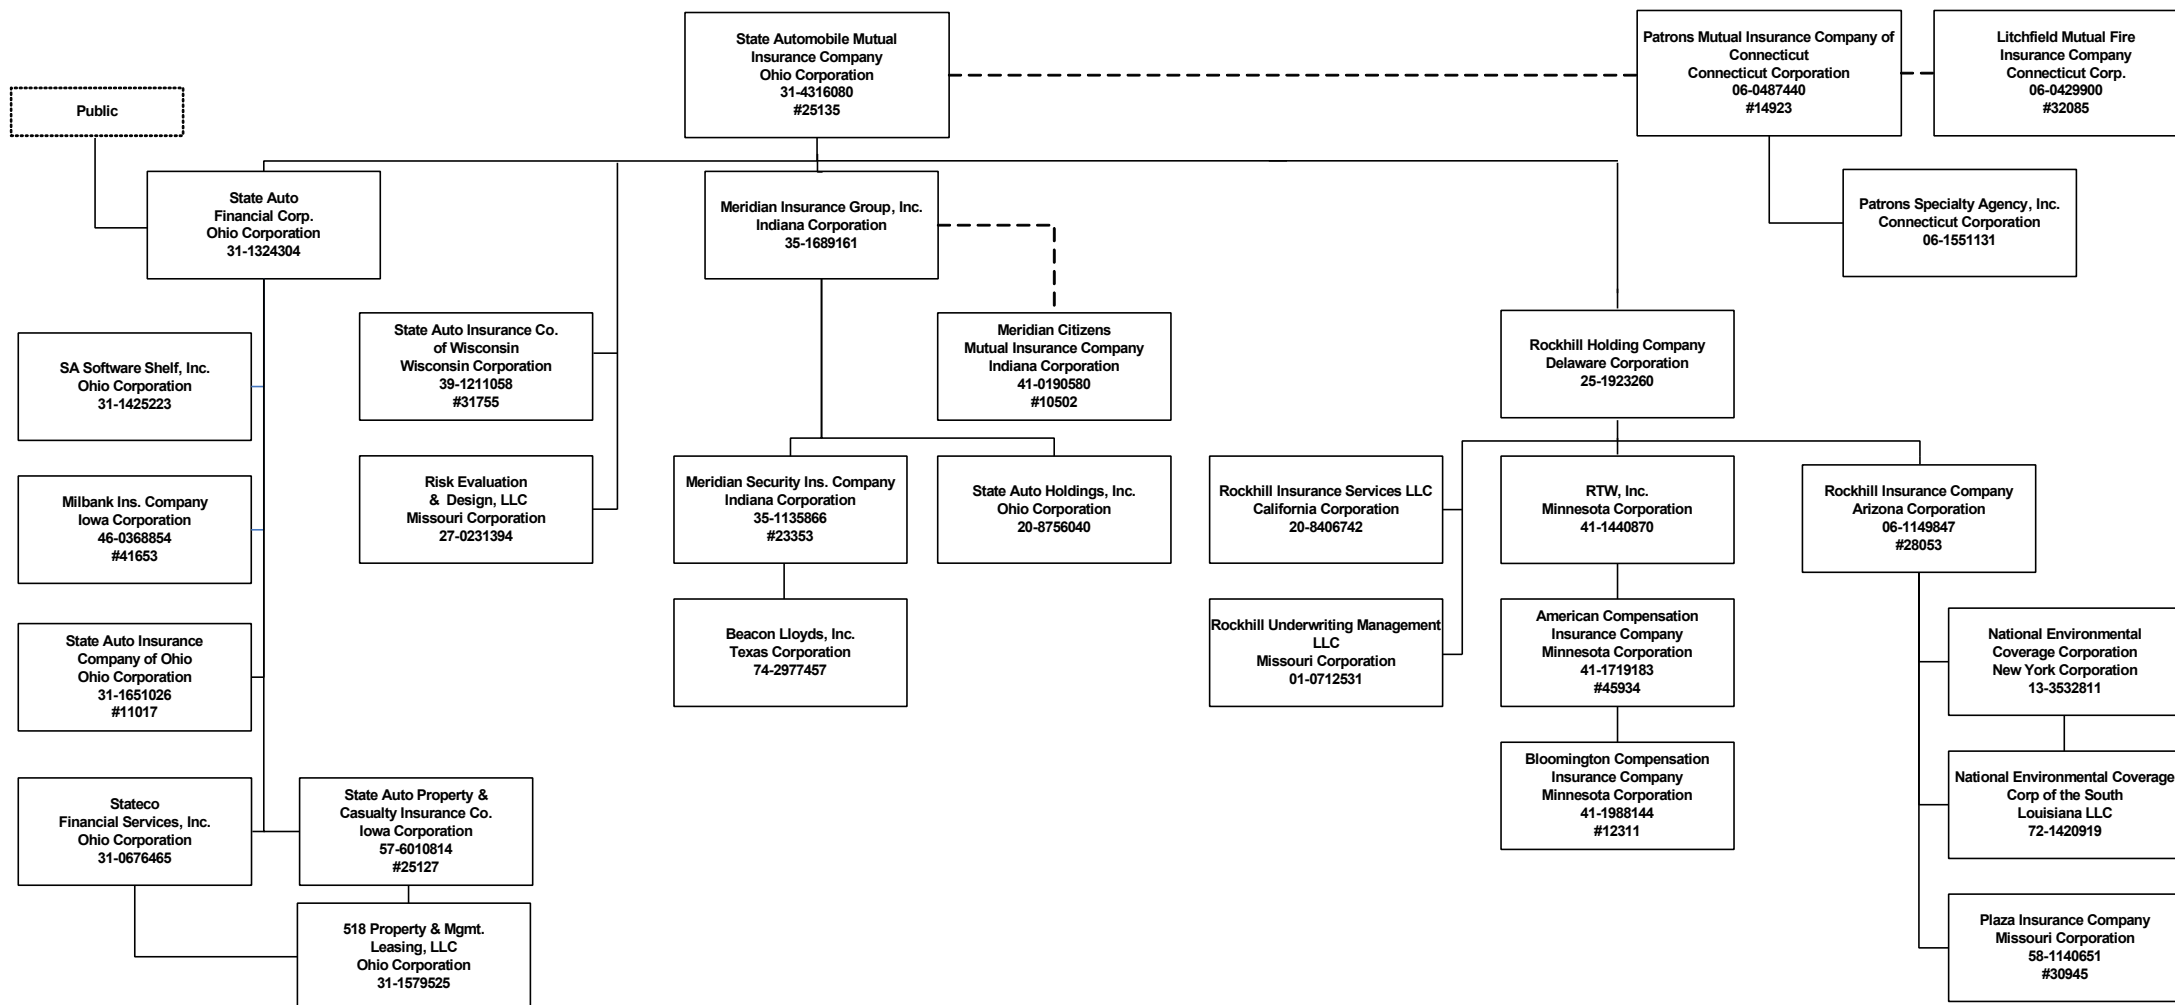 State Automobile Mutual
Insurance Company
Ohio Corporation
31-4316080
#25135
Patrons Mutual Insurance Company of
Connecticut
Connecticut Corporation
06-0487440
#14923
Litchfield Mutual Fire
Insurance Company
Connecticut Corp.
06-0429900
#32085
Public
State Auto
Financial Corp.
Ohio Corporation
31-1324304
Meridian Insurance Group, Inc.
Indiana Corporation
35-1689161
Patrons Specialty Agency, Inc.
Connecticut Corporation
06-1551131
SA Software Shelf, Inc.
Ohio Corporation
31-1425223
State Auto Insurance Co.
of Wisconsin
Wisconsin Corporation
39-1211058
#31755
Meridian Citizens
Mutual Insurance Company
Indiana Corporation
41-0190580
#10502
Rockhill Holding Company
Delaware Corporation
25-1923260
Milbank Ins. Company
Iowa Corporation
46-0368854
#41653
Risk Evaluation
& Design, LLC
Missouri Corporation
27-0231394
Meridian Security Ins. Company
Indiana Corporation
35-1135866
#23353
State Auto Holdings, Inc.
Ohio Corporation
20-8756040
Rockhill Insurance Services LLC
California Corporation
20-8406742
RTW, Inc.
Minnesota Corporation
41-1440870
Rockhill Insurance Company
Arizona Corporation
06-1149847
#28053
State Auto Insurance
Company of Ohio
Ohio Corporation
31-1651026
#11017
Beacon Lloyds, Inc.
Texas Corporation
74-2977457
Rockhill Underwriting Management
LLC
Missouri Corporation
01-0712531
American Compensation
Insurance Company
Minnesota Corporation
41-1719183
#45934
National Environmental
Coverage Corporation
New York Corporation
13-3532811
Stateco
Financial Services, Inc.
Ohio Corporation
31-0676465
State Auto Property &
Casualty Insurance Co.
Iowa Corporation
57-6010814
#25127
Bloomington Compensation
Insurance Company
Minnesota Corporation
41-1988144
#12311
National Environmental Coverage
Corp of the South
Louisiana LLC
72-1420919
518 Property & Mgmt.
Leasing, LLC
Ohio Corporation
31-1579525
Plaza Insurance Company
Missouri Corporation
58-1140651
#30945